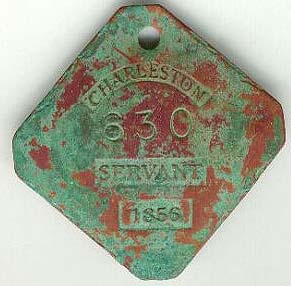 CHARLESTON
630
SERVANT
1856